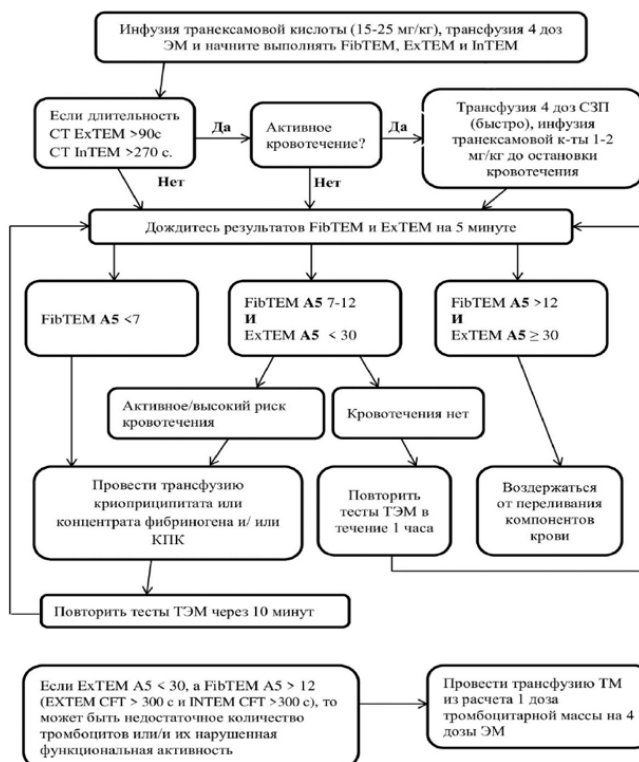 Инфузия транексамовой кислоты (15-25 мг/кг), трансфузия 4 доз
ЭМ и начните выполнять FibTEM, ExTEM и InTEM
Если длительность
СТ ExTEM >90с
СТ InTEM >270 с.
Да
Активное
кровотечение?
Да
Трансфузия 4 доз СЗП
(быстро), инфузия
транексамовой к-ты 1-2
мг/кг до остановки
кровотечения
Нет
Нет
Дождитесь результатов FibTEM и ExTEM на 5 минуте
FibTEM A5 <7
FibTEM A5 7-12
И
ExTEM A5 < 30
FibTEM A5 >12
И
ExTEM A5 ≥ 30
Активное/высокий риск
кровотечения
Кровотечения нет
Провести трансфузию
криоприципитата или
концентрата фибриногена и/ или
КПК
Повторить
тесты ТЭМ в
течение 1 часа
Воздержаться
от переливания
компонентов
крови
Повторить тесты ТЭМ через 10 минут
Если ExTEM A5 < 30, а FibTEM A5 > 12
(EXTEM CFT > 300 с и INTEM CFT >300 с), то
может быть недостаточное количество
тромбоцитов или/и их нарушенная
функциональная активность
Провести трансфузию ТМ
из расчета 1 доза
тромбоцитарной массы на 4
дозы ЭМ